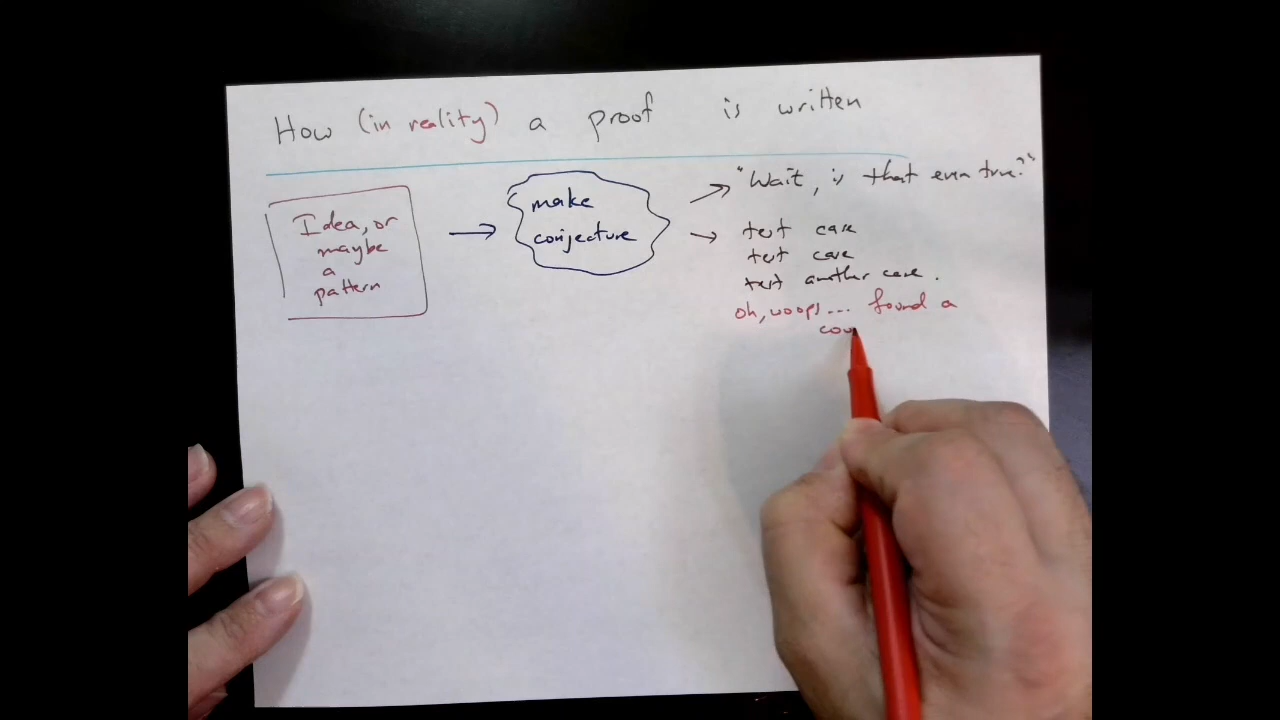 How (in reality) a proof is written
Idea, or
maybe
a
pattern
make
conjecture
"Wait, is that even true?"
test case
test case
test another case.
oh, woops... found a
cou